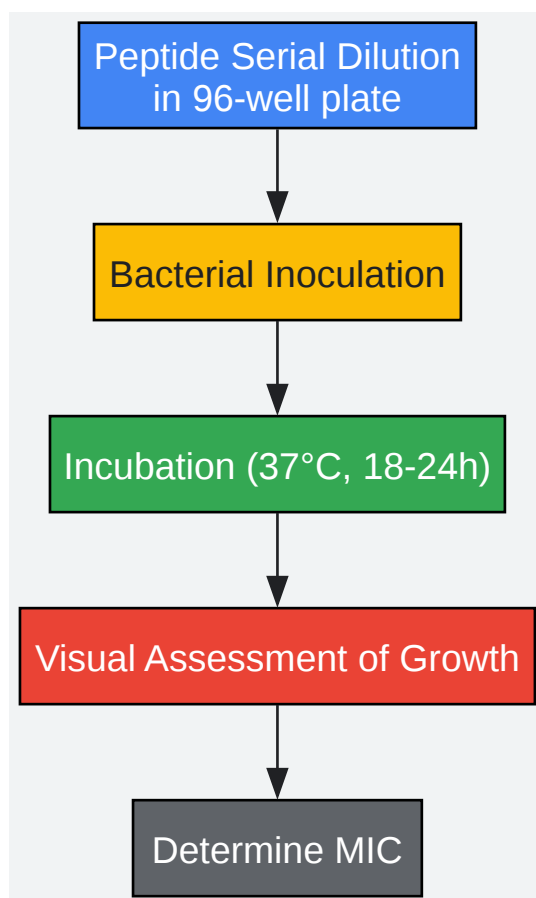 Peptide Serial Dilution
in 96-well plate
Bacterial Inoculation
Incubation (37°C, 18-24h)
Visual Assessment of Growth
Determine MIC